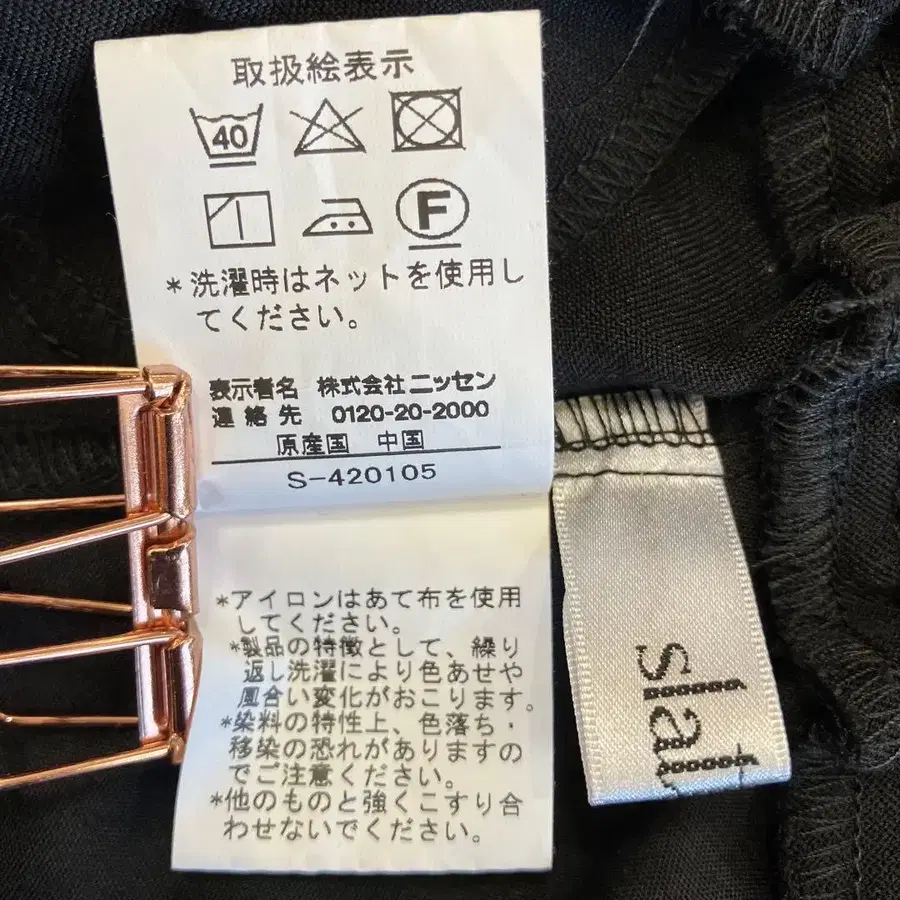 取扱絵表示
40
F
*洗濯時はネットを使用し
てください。
表示者名 株式会社ニッセン
連絡先 0120-20-2000
原産国 中国
S-420105
*アイロンはあて布を使用
してください。
*製品の特徴として、繰り
返し洗濯により色あせや
風合い変化がおこります。
*染料の特性上、色落ち・
移染の恐れがありますの
でご注意ください。
*他のものと強くこすり合
わせないでください。